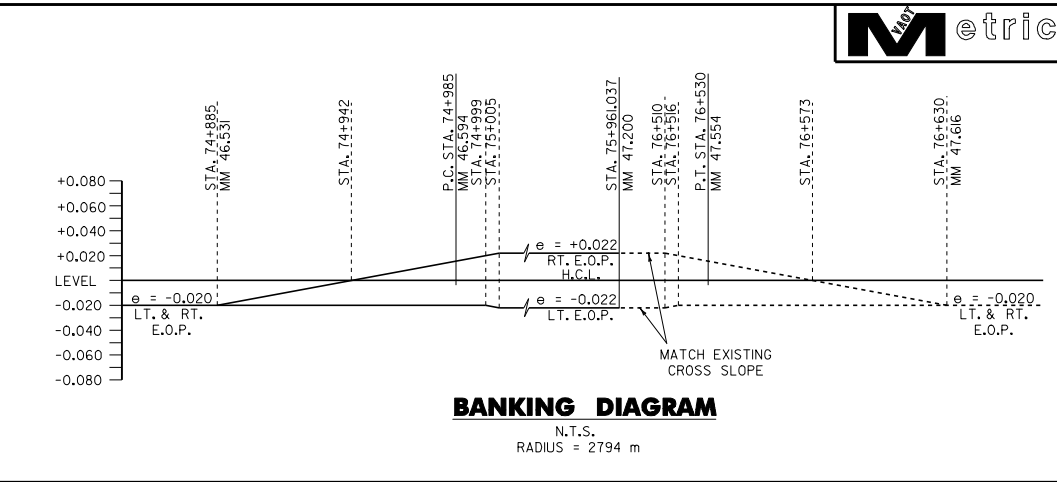 VAOT
Metric
STA. 74+885
MM 46.531
STA. 74+942
P.C. STA. 74+985
MM 46.594
STA. 74+999
STA. 75+005
STA. 75+961.037
MM 47.200
STA. 76+510
STA. 76+516
P.T. STA. 76+530
MM 47.554
STA. 76+573
STA. 76+630
MM 47.616
+0.080
+0.060
+0.040
+0.020
LEVEL
-0.020
-0.040
-0.060
-0.080
e = -0.020
LT. & RT.
E.O.P.
e = +0.022
RT. E.O.P.
H.C.L.
e = -0.022
LT. E.O.P.
e = -0.020
LT. & RT.
E.O.P.
MATCH EXISTING
CROSS SLOPE
BANKING DIAGRAM
N.T.S.
RADIUS = 2794 m